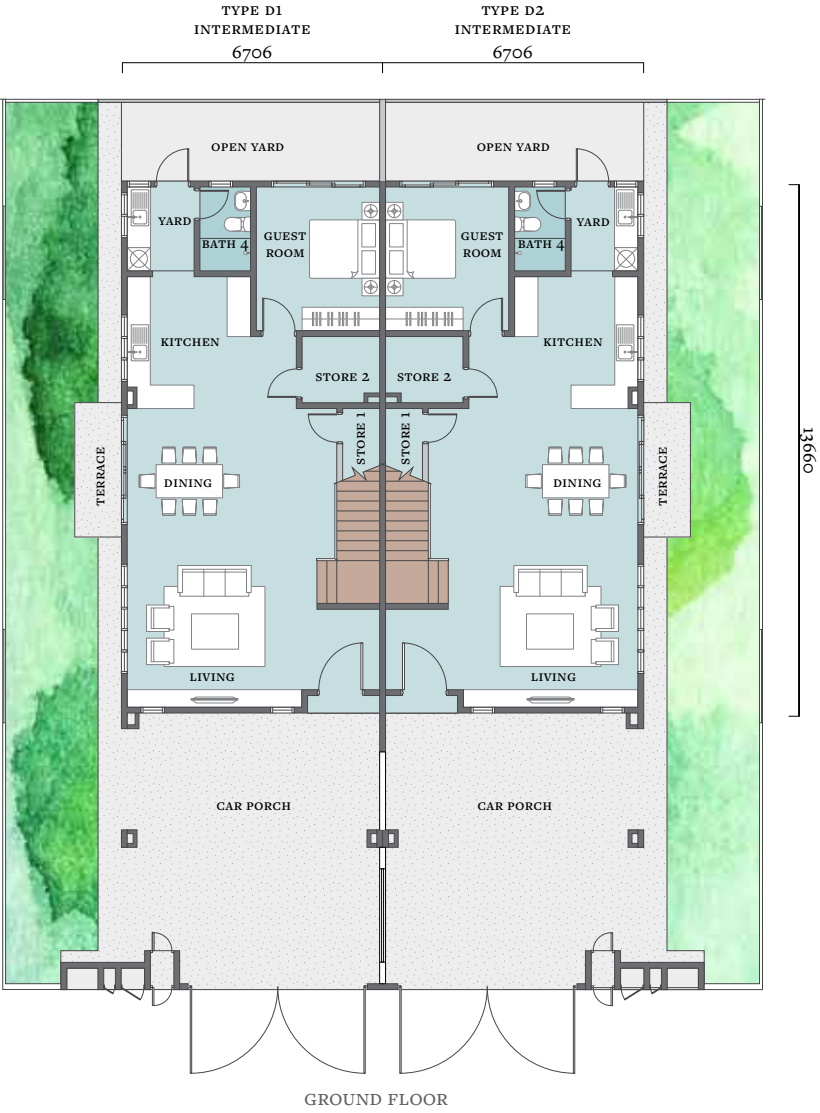 TYPE D1
INTERMEDIATE
6706
TYPE D2
INTERMEDIATE
6706
OPEN YARD
OPEN YARD
YARD
BATH 4
GUEST
ROOM
GUEST
ROOM
BATH 4
YARD
KITCHEN
KITCHEN
STORE 2
STORE 2
STORE 1
STORE 1
13660
TERRACE
DINING
DINING
TERRACE
LIVING
LIVING
CAR PORCH
CAR PORCH
GROUND FLOOR